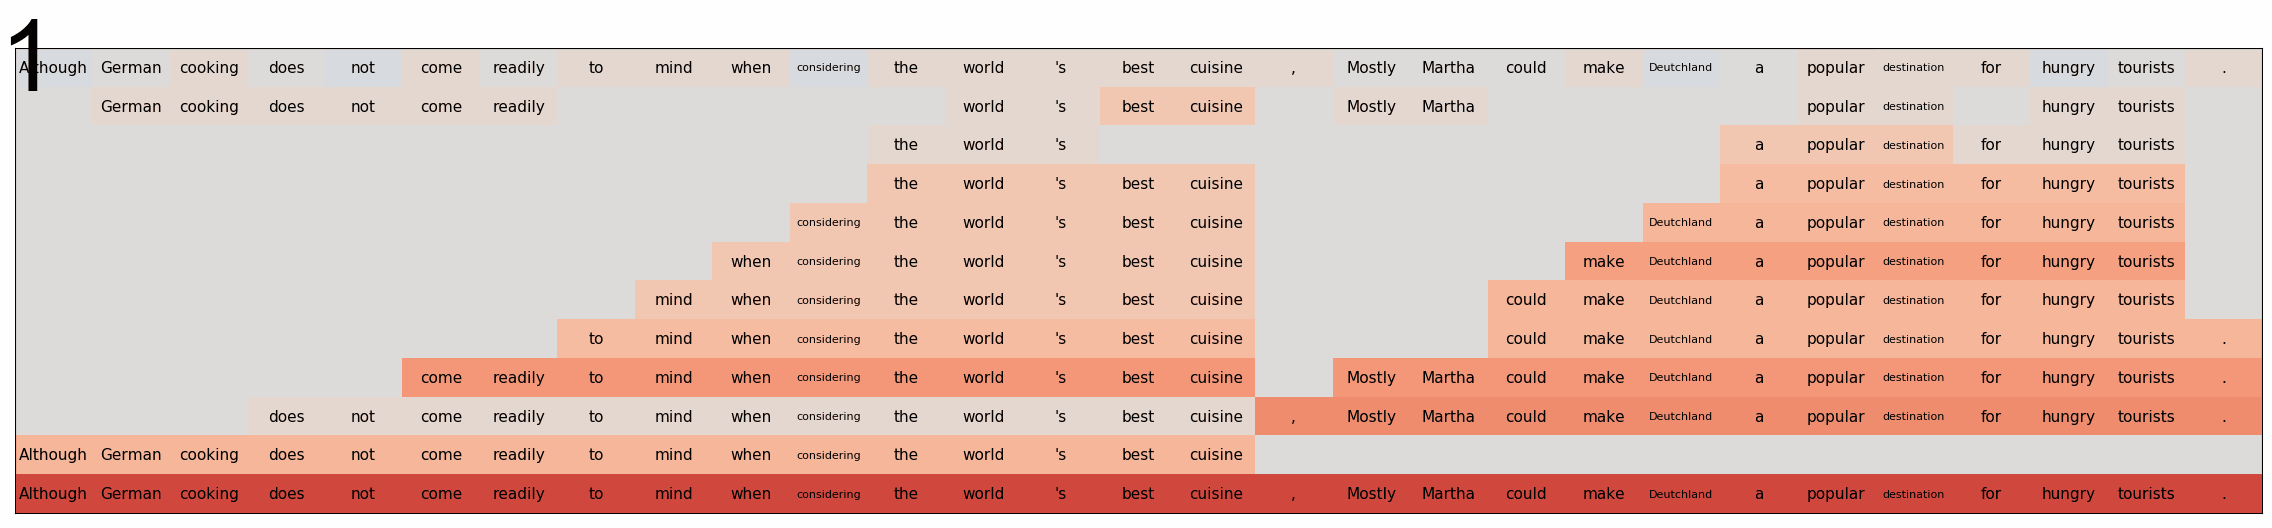 1
Although German cooking does not come readily to mind when considering the world 's best cuisine , Mostly Martha could make Deutchland a popular destination for hungry tourists .
German cooking does not come readily world 's best cuisine Mostly Martha popular destination hungry tourists
the world 's a popular destination for hungry tourists
the world 's best cuisine a popular destination for hungry tourists
considering the world 's best cuisine Deutchland a popular destination for hungry tourists
when considering the world 's best cuisine make Deutchland a popular destination for hungry tourists
mind when considering the world 's best cuisine could make Deutchland a popular destination for hungry tourists
to mind when considering the world 's best cuisine could make Deutchland a popular destination for hungry tourists .
come readily to mind when considering the world 's best cuisine Mostly Martha could make Deutchland a popular destination for hungry tourists .
does not come readily to mind when considering the world 's best cuisine , Mostly Martha could make Deutchland a popular destination for hungry tourists .
Although German cooking does not come readily to mind when considering the world 's best cuisine
Although German cooking does not come readily to mind when considering the world 's best cuisine , Mostly Martha could make Deutchland a popular destination for hungry tourists .